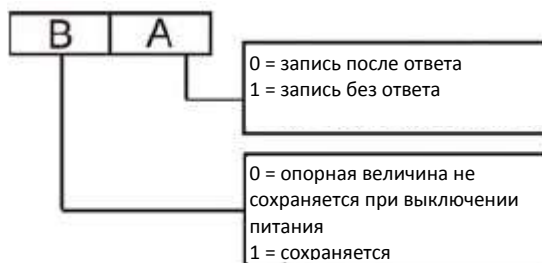 B A
0 = запись после ответа
1 = запись без ответа
0 = опорная величина не
сохраняется при выключении
питания
1 = сохраняется